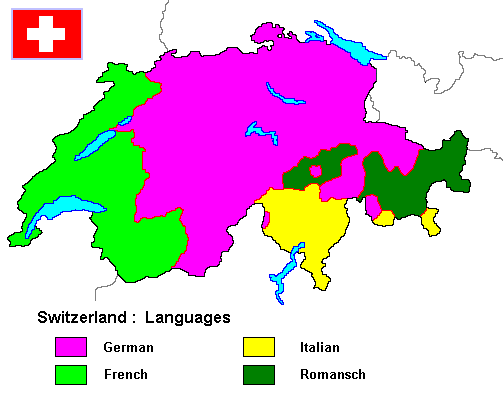 Switzerland : Languages
German Italian
French Romansch